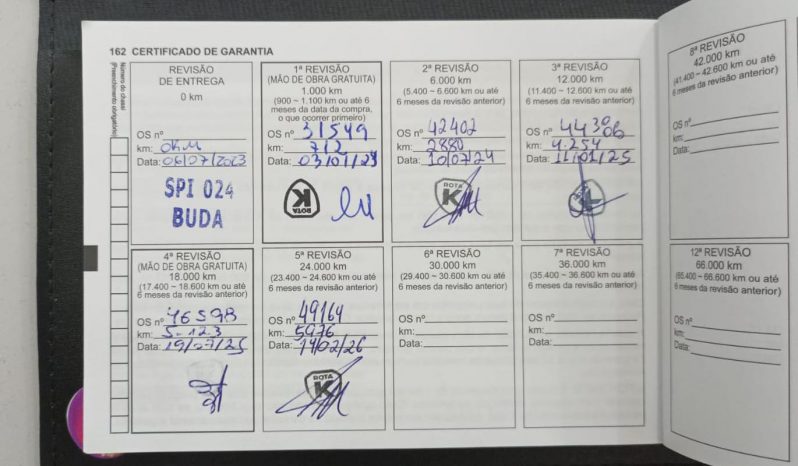 162 CERTIFICADO DE GARANTIA
Número do chassi
(Preenchimento obrigatório)
REVISÃO
DE ENTREGA
0 km
OS nº
km: 0KM
Data: 06/07/2023
SPI 024
BUDA
1ª REVISÃO
(MÃO DE OBRA GRATUITA)
1.000 km
(900 ~ 1.100 km ou até 6
meses da data da compra,
o que ocorrer primeiro)
OS nº 31549
km: 712
Data: 03/01/24
ROTA
K
2ª REVISÃO
6.000 km
(5.400 ~ 6.600 km ou até
6 meses da revisão anterior)
OS nº 42402
km: 2880
Data: 10/07/24
ROTA
K
3ª REVISÃO
12.000 km
(11.400 ~ 12.600 km ou até
6 meses da revisão anterior)
OS nº 44306
km: 4.254
Data: 11/01/25
4ª REVISÃO
(MÃO DE OBRA GRATUITA)
18.000 km
(17.400 ~ 18.600 km ou até
6 meses da revisão anterior)
OS nº 46598
km: 5.123
Data: 19/07/25
5ª REVISÃO
24.000 km
(23.400 ~ 24.600 km ou até
6 meses da revisão anterior)
OS nº 49164
km: 5976
Data: 14/02/26
ROTA
K
6ª REVISÃO
30.000 km
(29.400 ~ 30.600 km ou até
6 meses da revisão anterior)
OS nº
km:
Data:
7ª REVISÃO
36.000 km
(35.400 ~ 36.600 km ou até
6 meses da revisão anterior)
OS nº
km:
Data:
8ª REVISÃO
42.000 km
(41.400 ~ 42.600 km ou até
6 meses da revisão anterior)
OS nº
km:
Data:
12ª REVISÃO
66.000 km
(65.400 ~ 66.600 km ou até
6 meses da revisão anterior)
OS nº
km:
Data: